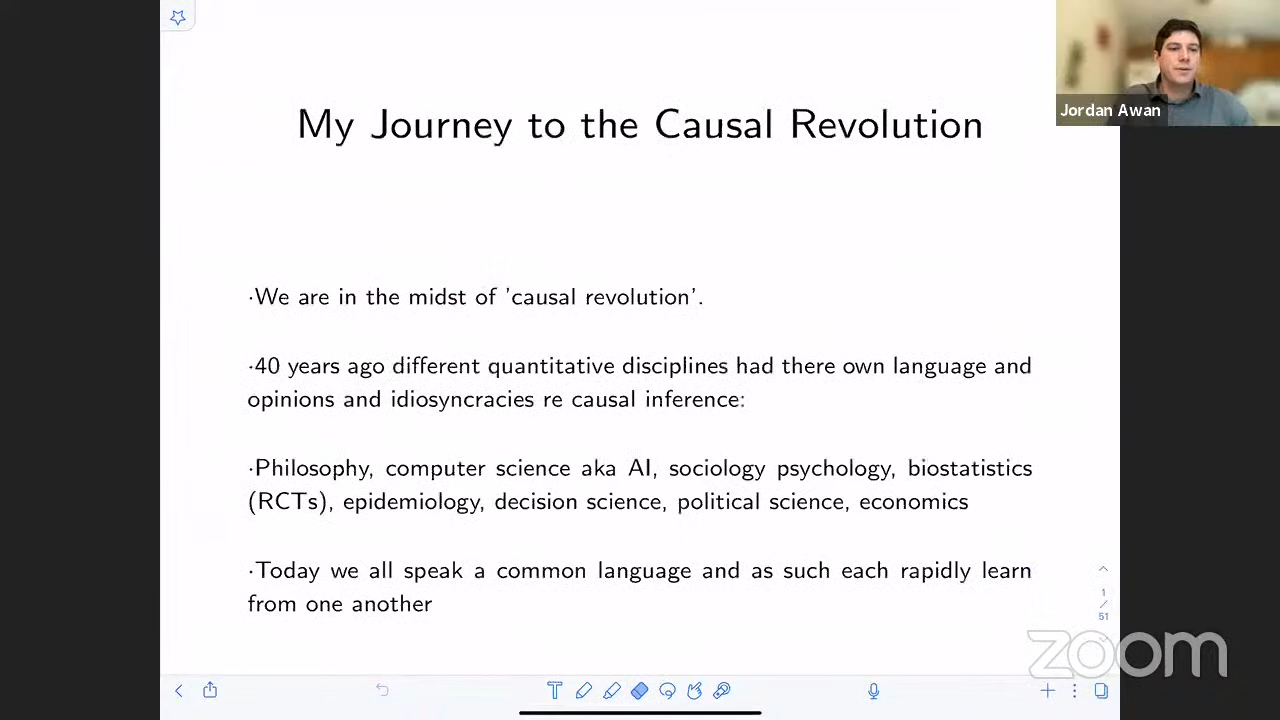 My Journey to the Causal Revolution
Jordan Awan
·We are in the midst of 'causal revolution'.
·40 years ago different quantitative disciplines had there own language and
opinions and idiosyncracies re causal inference:
·Philosophy, computer science aka AI, sociology psychology, biostatistics
(RCTs), epidemiology, decision science, political science, economics
·Today we all speak a common language and as such each rapidly learn
from one another
1
/
51
zoom
T